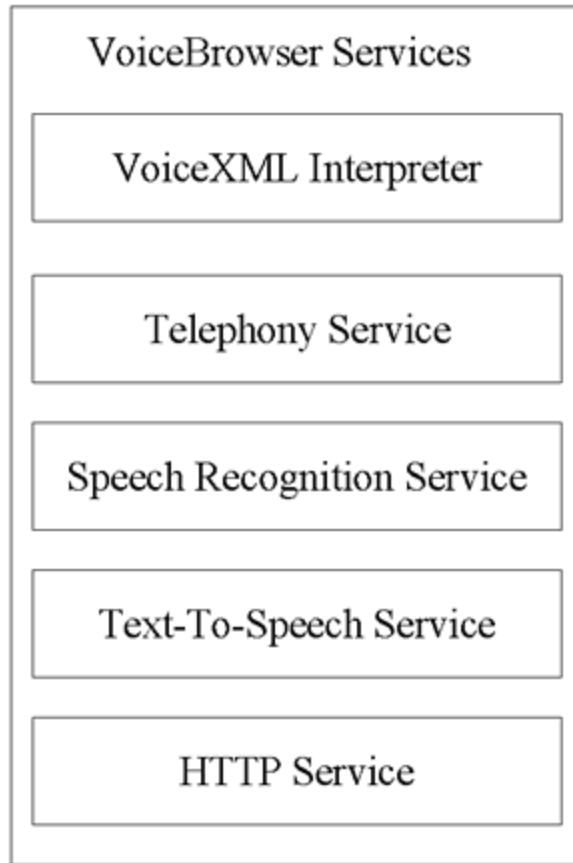 VoiceBrowser Services
VoiceXML Interpreter
Telephony Service
Speech Recognition Service
Text-To-Speech Service
HTTP Service